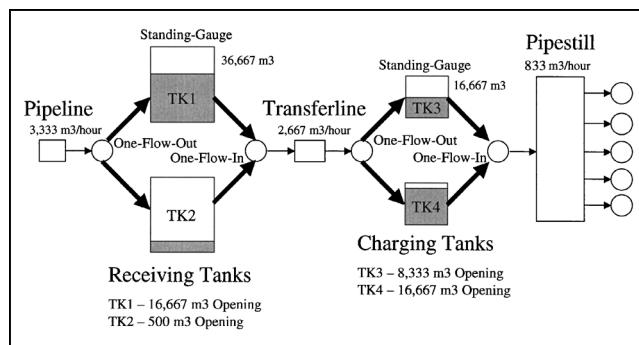 Standing-Gauge
36,667 m3
TK1
Pipeline
3,333 m3/hour
One-Flow-Out
One-Flow-In
TK2
Receiving Tanks
TK1 – 16,667 m3 Opening
TK2 – 500 m3 Opening
Transferline
2,667 m3/hour
Standing-Gauge
16,667 m3
TK3
One-Flow-Out
One-Flow-In
TK4
Charging Tanks
TK3 – 8,333 m3 Opening
TK4 – 16,667 m3 Opening
Pipestill
833 m3/hour